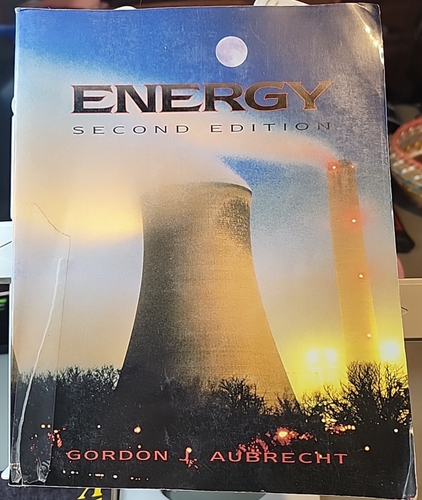 ENERGY
SECOND EDITION
GORDON J. AUBRECHT